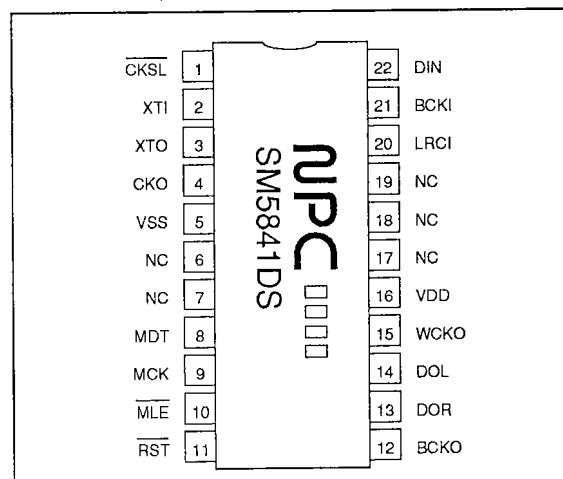 CKSL 1 22 DIN
XTI 2 21 BCKI
XTO 3 20 LRCI
CKO 4 19 NC
VSS 5 18 NC
NC 6 17 NC
NC 7 16 VDD
MDT 8 15 WCKO
MCK 9 14 DOL
MLE 10 13 DOR
RST 11 12 BCKO
NPC
SM5841DS